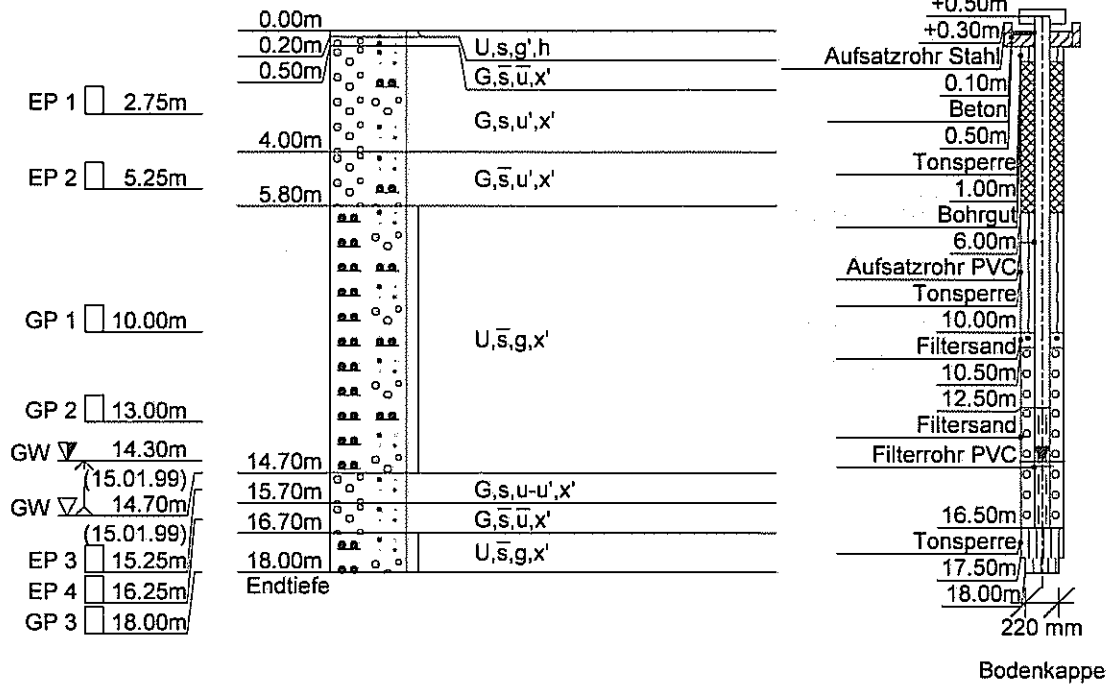 EP 1 2.75m
EP 2 5.25m
GP 1 10.00m
GP 2 13.00m
GW 14.30m
(15.01.99)
GW 14.70m
(15.01.99)
EP 3 15.25m
EP 4 16.25m
GP 3 18.00m
0.00m
0.20m
0.50m
4.00m
5.80m
14.70m
15.70m
16.70m
18.00m
Endtiefe
U,s,g',h
G,s̅,u̅,x'
G,s,u',x'
G,s̅,u',x'
U,s̅,g,x'
G,s,u-u',x'
G,s̅,u̅,x'
U,s̅,g,x'
+0.50m
+0.30m
Aufsatzrohr Stahl
0.10m
Beton
0.50m
Tonsperre
1.00m
Bohrgut
6.00m
Aufsatzrohr PVC
Tonsperre
10.00m
Filtersand
10.50m
12.50m
Filtersand
Filterrohr PVC
16.50m
Tonsperre
17.50m
18.00m
220 mm
Bodenkappe